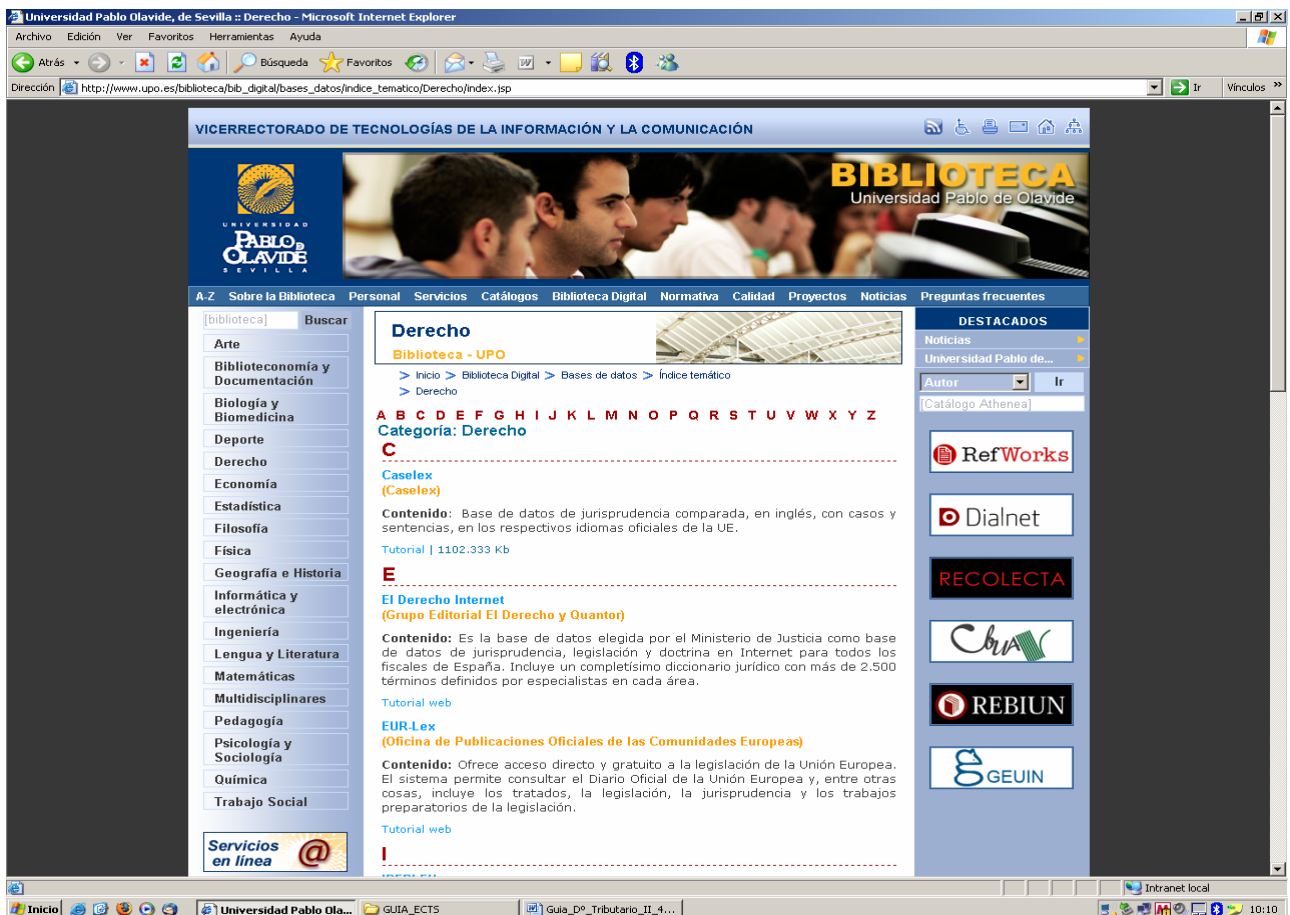 Universidad Pablo Olavide, de Sevilla :: Derecho - Microsoft Internet Explorer
Archivo Edición Ver Favoritos Herramientas Ayuda
Atrás Búsqueda Favoritos
Dirección http://www.upo.es/biblioteca/bib_digital/bases_datos/indice_tematico/Derecho/index.jsp Ir Vínculos »
VICERRECTORADO DE TECNOLOGÍAS DE LA INFORMACIÓN Y LA COMUNICACIÓN
UNIVERSIDAD
PABLO DE
OLAVIDE
SEVILLA
BIBLIOTECA
Universidad Pablo de Olavide
A-Z Sobre la Biblioteca Personal Servicios Catálogos Biblioteca Digital Normativa Calidad Proyectos Noticias Preguntas frecuentes
[biblioteca] Buscar
Arte
Biblioteconomía y
Documentación
Biología y
Biomedicina
Deporte
Derecho
Economía
Estadística
Filosofía
Física
Geografía e Historia
Informática y
electrónica
Ingeniería
Lengua y Literatura
Matemáticas
Multidisciplinares
Pedagogía
Psicología y
Sociología
Química
Trabajo Social
Servicios
en línea @
Derecho
Biblioteca - UPO
> Inicio > Biblioteca Digital > Bases de datos > Índice temático
> Derecho
A B C D E F G H I J K L M N O P Q R S T U V W X Y Z
Categoría: Derecho
C
Caselex
(Caselex)
Contenido: Base de datos de jurisprudencia comparada, en inglés, con casos y
sentencias, en los respectivos idiomas oficiales de la UE.
Tutorial | 1102.333 Kb
E
El Derecho Internet
(Grupo Editorial El Derecho y Quantor)
Contenido: Es la base de datos elegida por el Ministerio de Justicia como base
de datos de jurisprudencia, legislación y doctrina en Internet para todos los
fiscales de España. Incluye un completísimo diccionario jurídico con más de 2.500
términos definidos por especialistas en cada área.
Tutorial web
EUR-Lex
(Oficina de Publicaciones Oficiales de las Comunidades Europeas)
Contenido: Ofrece acceso directo y gratuito a la legislación de la Unión Europea.
El sistema permite consultar el Diario Oficial de la Unión Europea y, entre otras
cosas, incluye los tratados, la legislación, la jurisprudencia y los trabajos
preparatorios de la legislación.
Tutorial web
I
DESTACADOS
Noticias
Universidad Pablo de...
Autor Ir
[Catálogo Athenea]
RefWorks
Dialnet
RECOLECTA
CBUA
REBIUN
GEUIN
Intranet local
Inicio Universidad Pablo Ola... GUIA_ECTS Guia_Dº_Tributario_II_4... 10:10